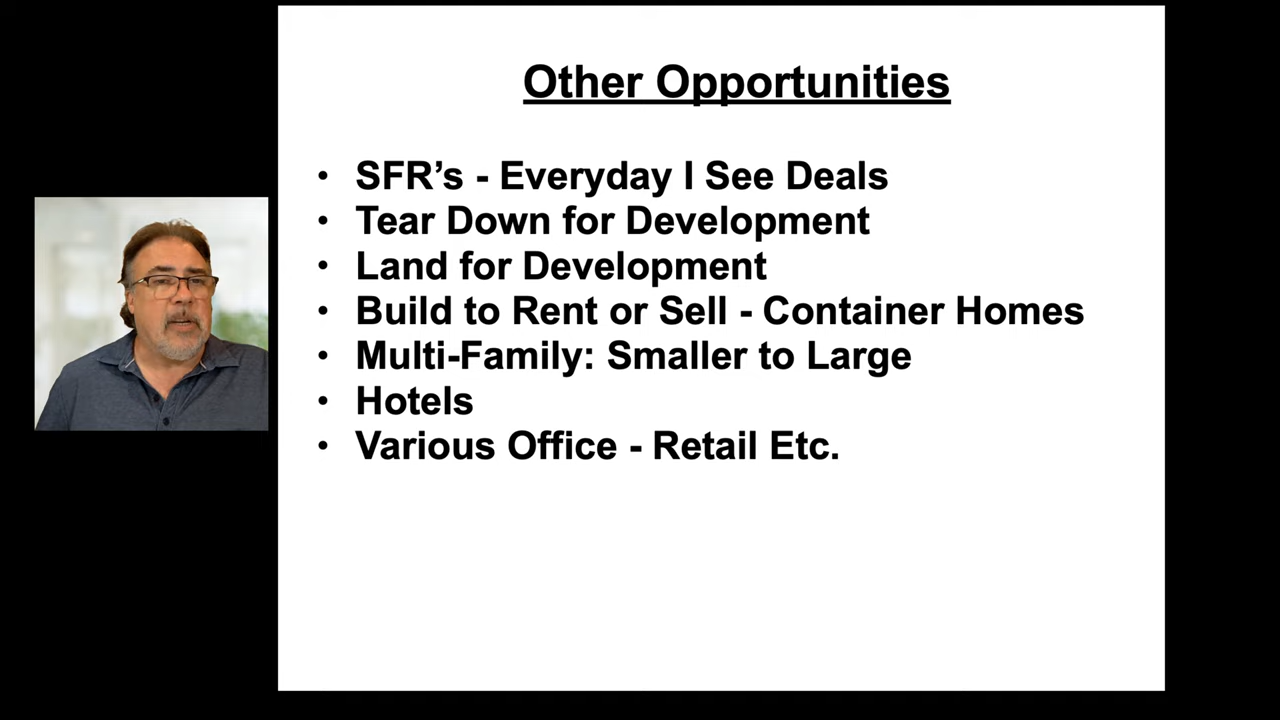 Other Opportunities
• SFR’s - Everyday I See Deals
• Tear Down for Development
• Land for Development
• Build to Rent or Sell - Container Homes
• Multi-Family: Smaller to Large
• Hotels
• Various Office - Retail Etc.